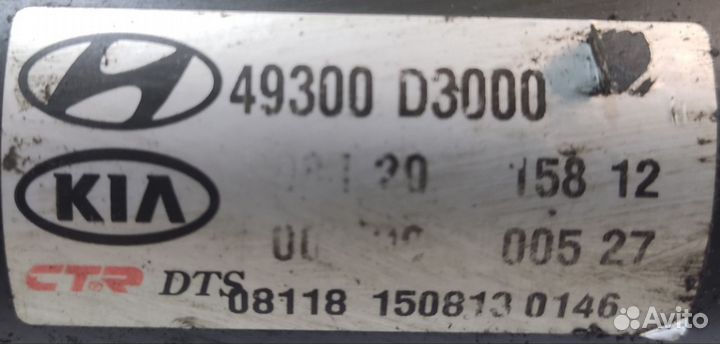 49300 D3000
158 12
KIA
005 27
CTR DTS
08118 150813 0146
Avito